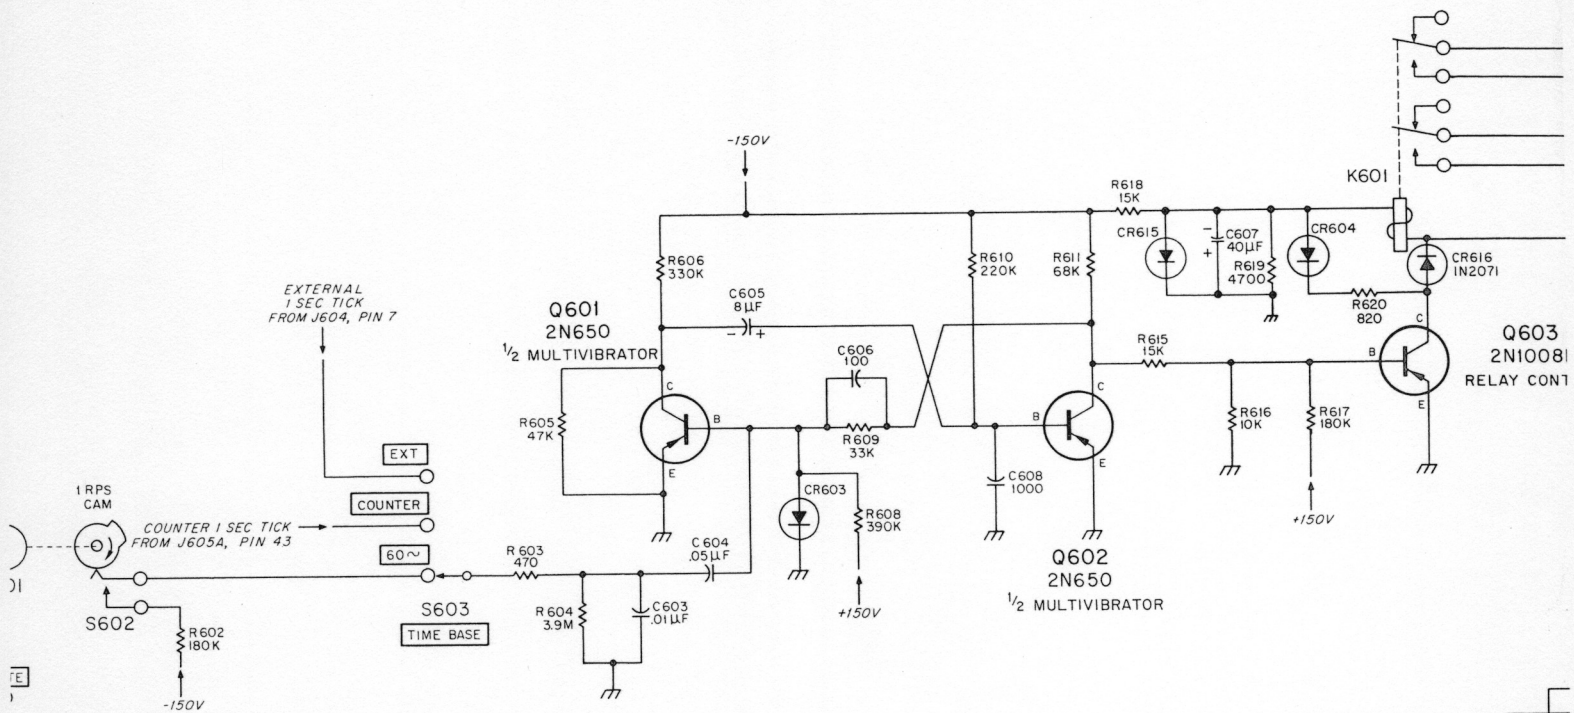 K601
-150V
R618
15K
CR615
C607
40µF
-
+
R619
4700
CR604
R620
820
CR616
1N2071
R606
330K
R610
220K
R611
68K
EXTERNAL
1 SEC TICK
FROM J604, PIN 7
Q601
2N650
1/2 MULTIVIBRATOR
C605
8µF
- +
C606
100
R609
33K
R615
15K
C
B
E
Q603
2N1008
RELAY CONT
R605
47K
C
B
E
C
B
E
R616
10K
R617
180K
+150V
C608
1000
EXT
COUNTER
60~
1 RPS
CAM
COUNTER 1 SEC TICK
FROM J605A, PIN 43
CR603
R608
390K
+150V
R603
470
C604
.05µF
Q602
2N650
1/2 MULTIVIBRATOR
S602
R602
180K
-150V
S603
TIME BASE
R604
3.9M
C603
.01µF
01
TE